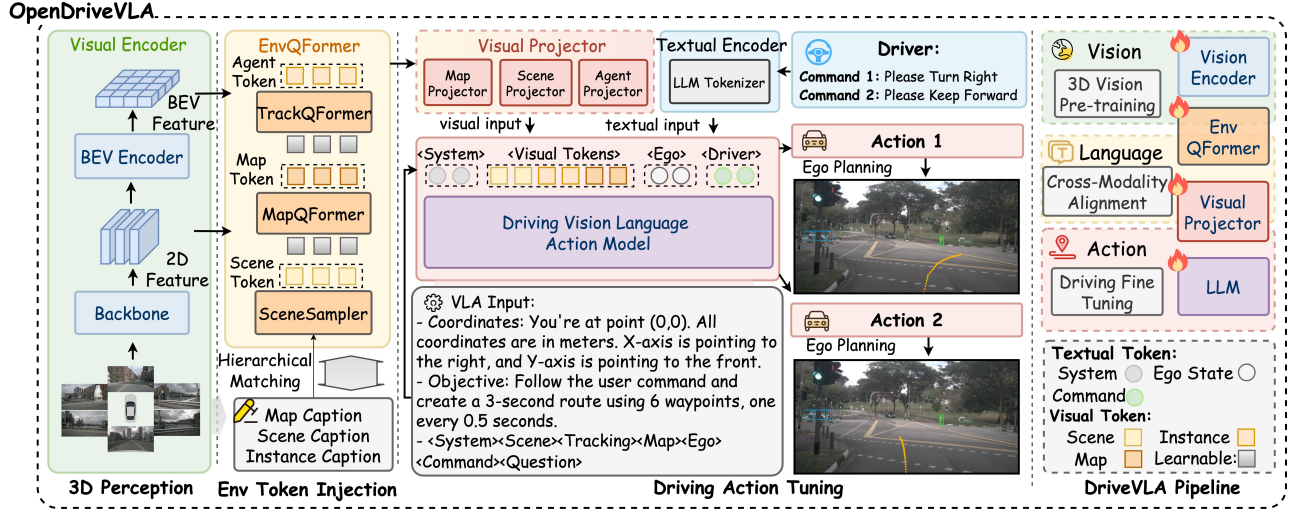 OpenDriveVLA
Visual Encoder
BEV
Feature
BEV Encoder
2D
Feature
Backbone
3D Perception
EnvQFormer
Agent
Token
TrackQFormer
Map
Token
MapQFormer
Scene
Token
SceneSampler
Hierarchical
Matching
Map Caption
Scene Caption
Instance Caption
Env Token Injection
Visual Projector
Map
Projector
Scene
Projector
Agent
Projector
Textual Encoder
LLM Tokenizer
Driver:
Command 1: Please Turn Right
Command 2: Please Keep Forward
visual input
textual input
<System>
<Visual Tokens>
<Ego>
<Driver>
Driving Vision Language
Action Model
VLA Input:
- Coordinates: You're at point (0,0). All
coordinates are in meters. X-axis is pointing to
the right, and Y-axis is pointing to the front.
- Objective: Follow the user command and
create a 3-second route using 6 waypoints, one
every 0.5 seconds.
- <System><Scene><Tracking><Map><Ego>
<Command><Question>
Action 1
Ego Planning
Action 2
Ego Planning
Driving Action Tuning
Vision
3D Vision
Pre-training
Vision
Encoder
Env
QFormer
Language
Cross-Modality
Alignment
Visual
Projector
Action
Driving Fine
Tuning
LLM
Textual Token:
System
Ego State
Command
Visual Token:
Scene
Instance
Map
Learnable:
DriveVLA Pipeline